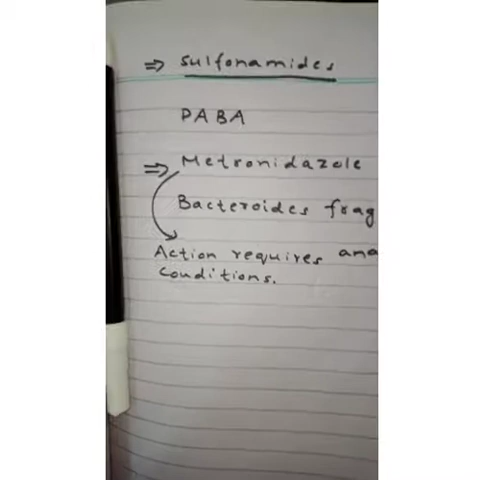 ⇒ Sulfonamides
PABA
⇒ Metronidazole
Bacteroides frag
Action requires ana
conditions.